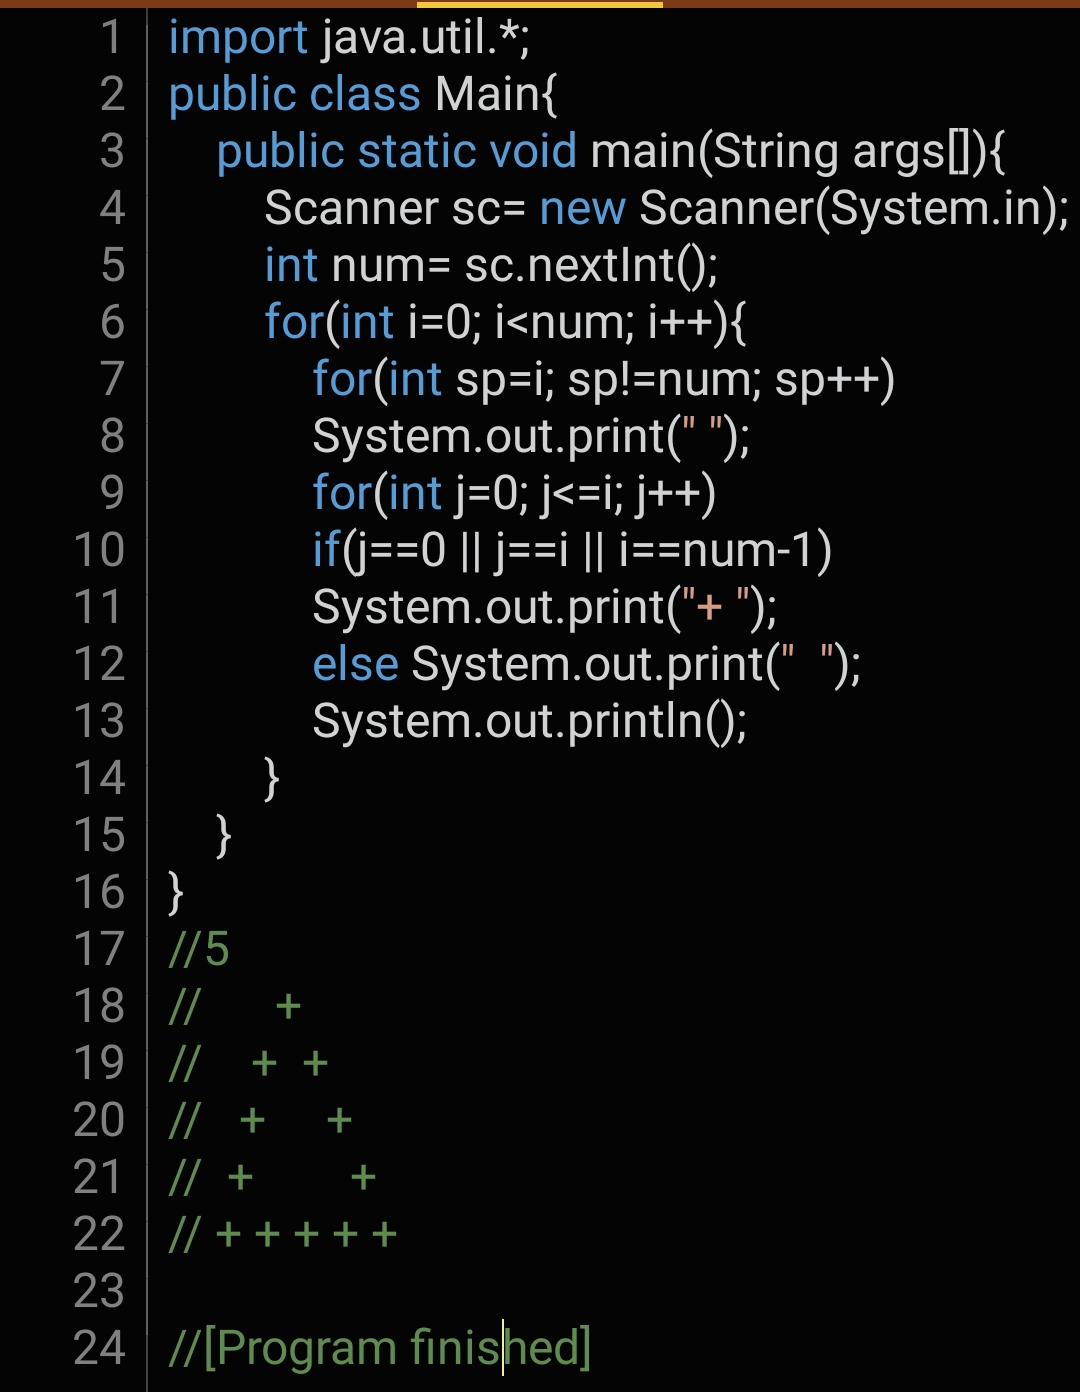 1 import java.util.*;
2 public class Main{
3     public static void main(String args[]){
4         Scanner sc= new Scanner(System.in);
5         int num= sc.nextInt();
6         for(int i=0; i<num; i++){
7             for(int sp=i; sp!=num; sp++)
8             System.out.print(" ");
9             for(int j=0; j<=i; j++)
10             if(j==0 || j==i || i==num-1)
11             System.out.print("+ ");
12             else System.out.print("  ");
13             System.out.println();
14         }
15     }
16 }
17 //5
18 //      +
19 //    +  +
20 //   +     +
21 //  +        +
22 // + + + + +
23
24 //[Program finished]